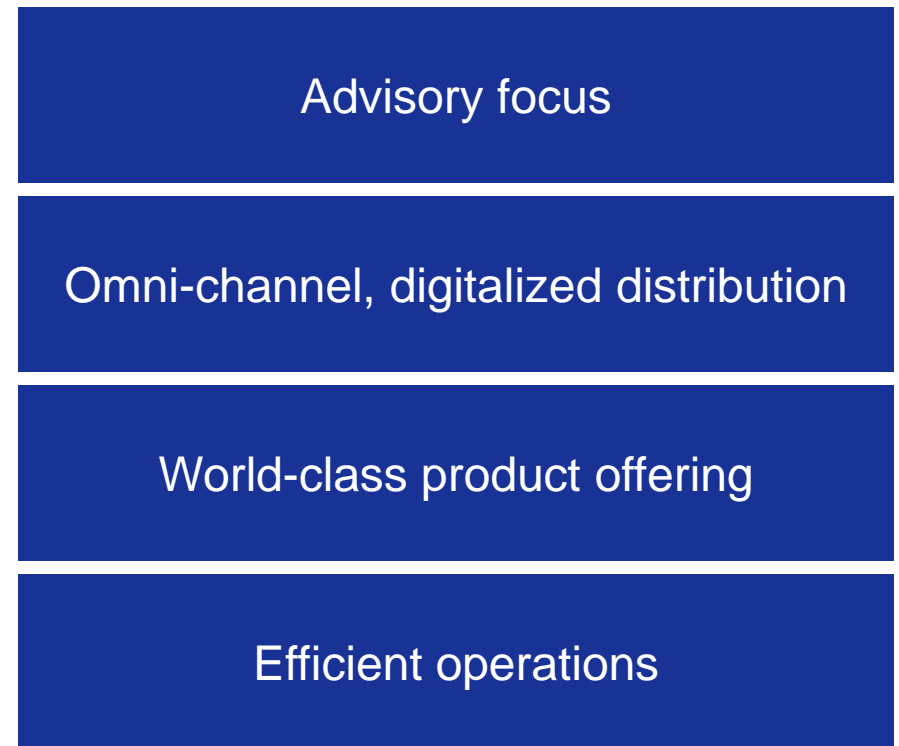 Advisory focus
Omni-channel, digitalized distribution
World-class product offering
Efficient operations